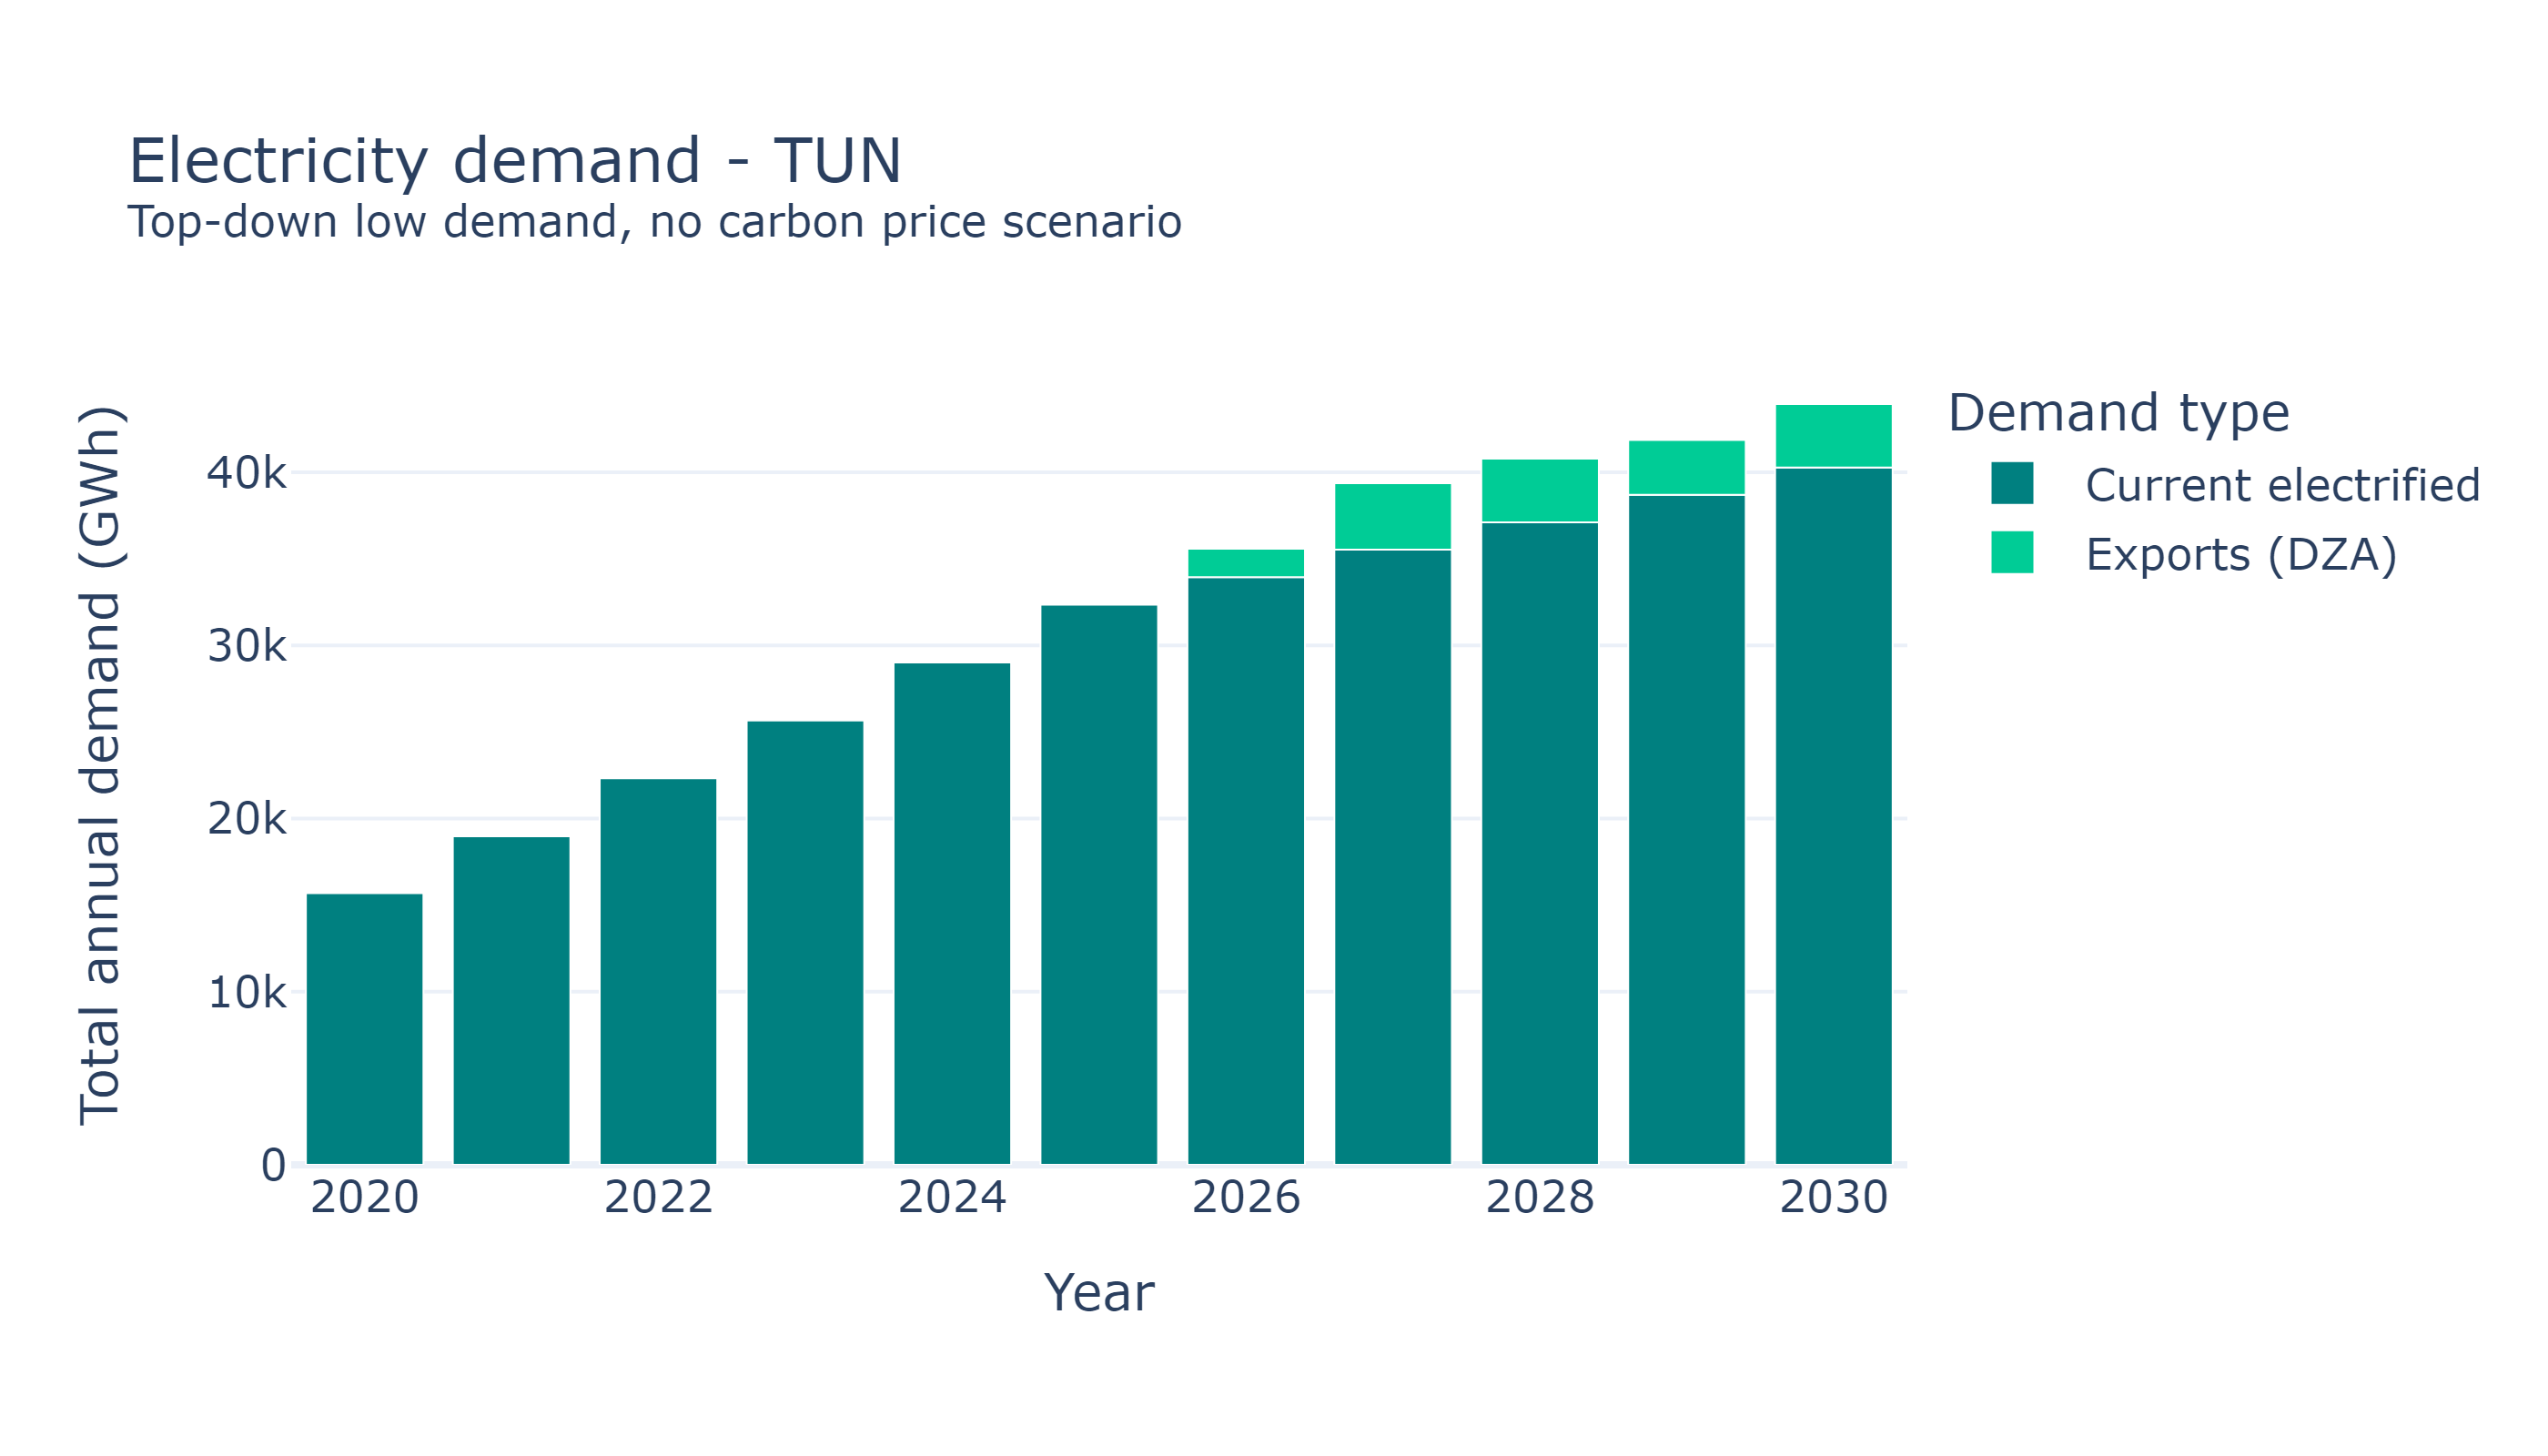 Electricity demand - TUN
Top-down low demand, no carbon price scenario
Total annual demand (GWh)
40k
30k
20k
10k
0
2020
2022
2024
2026
2028
2030
Year
Demand type
Current electrified
Exports (DZA)